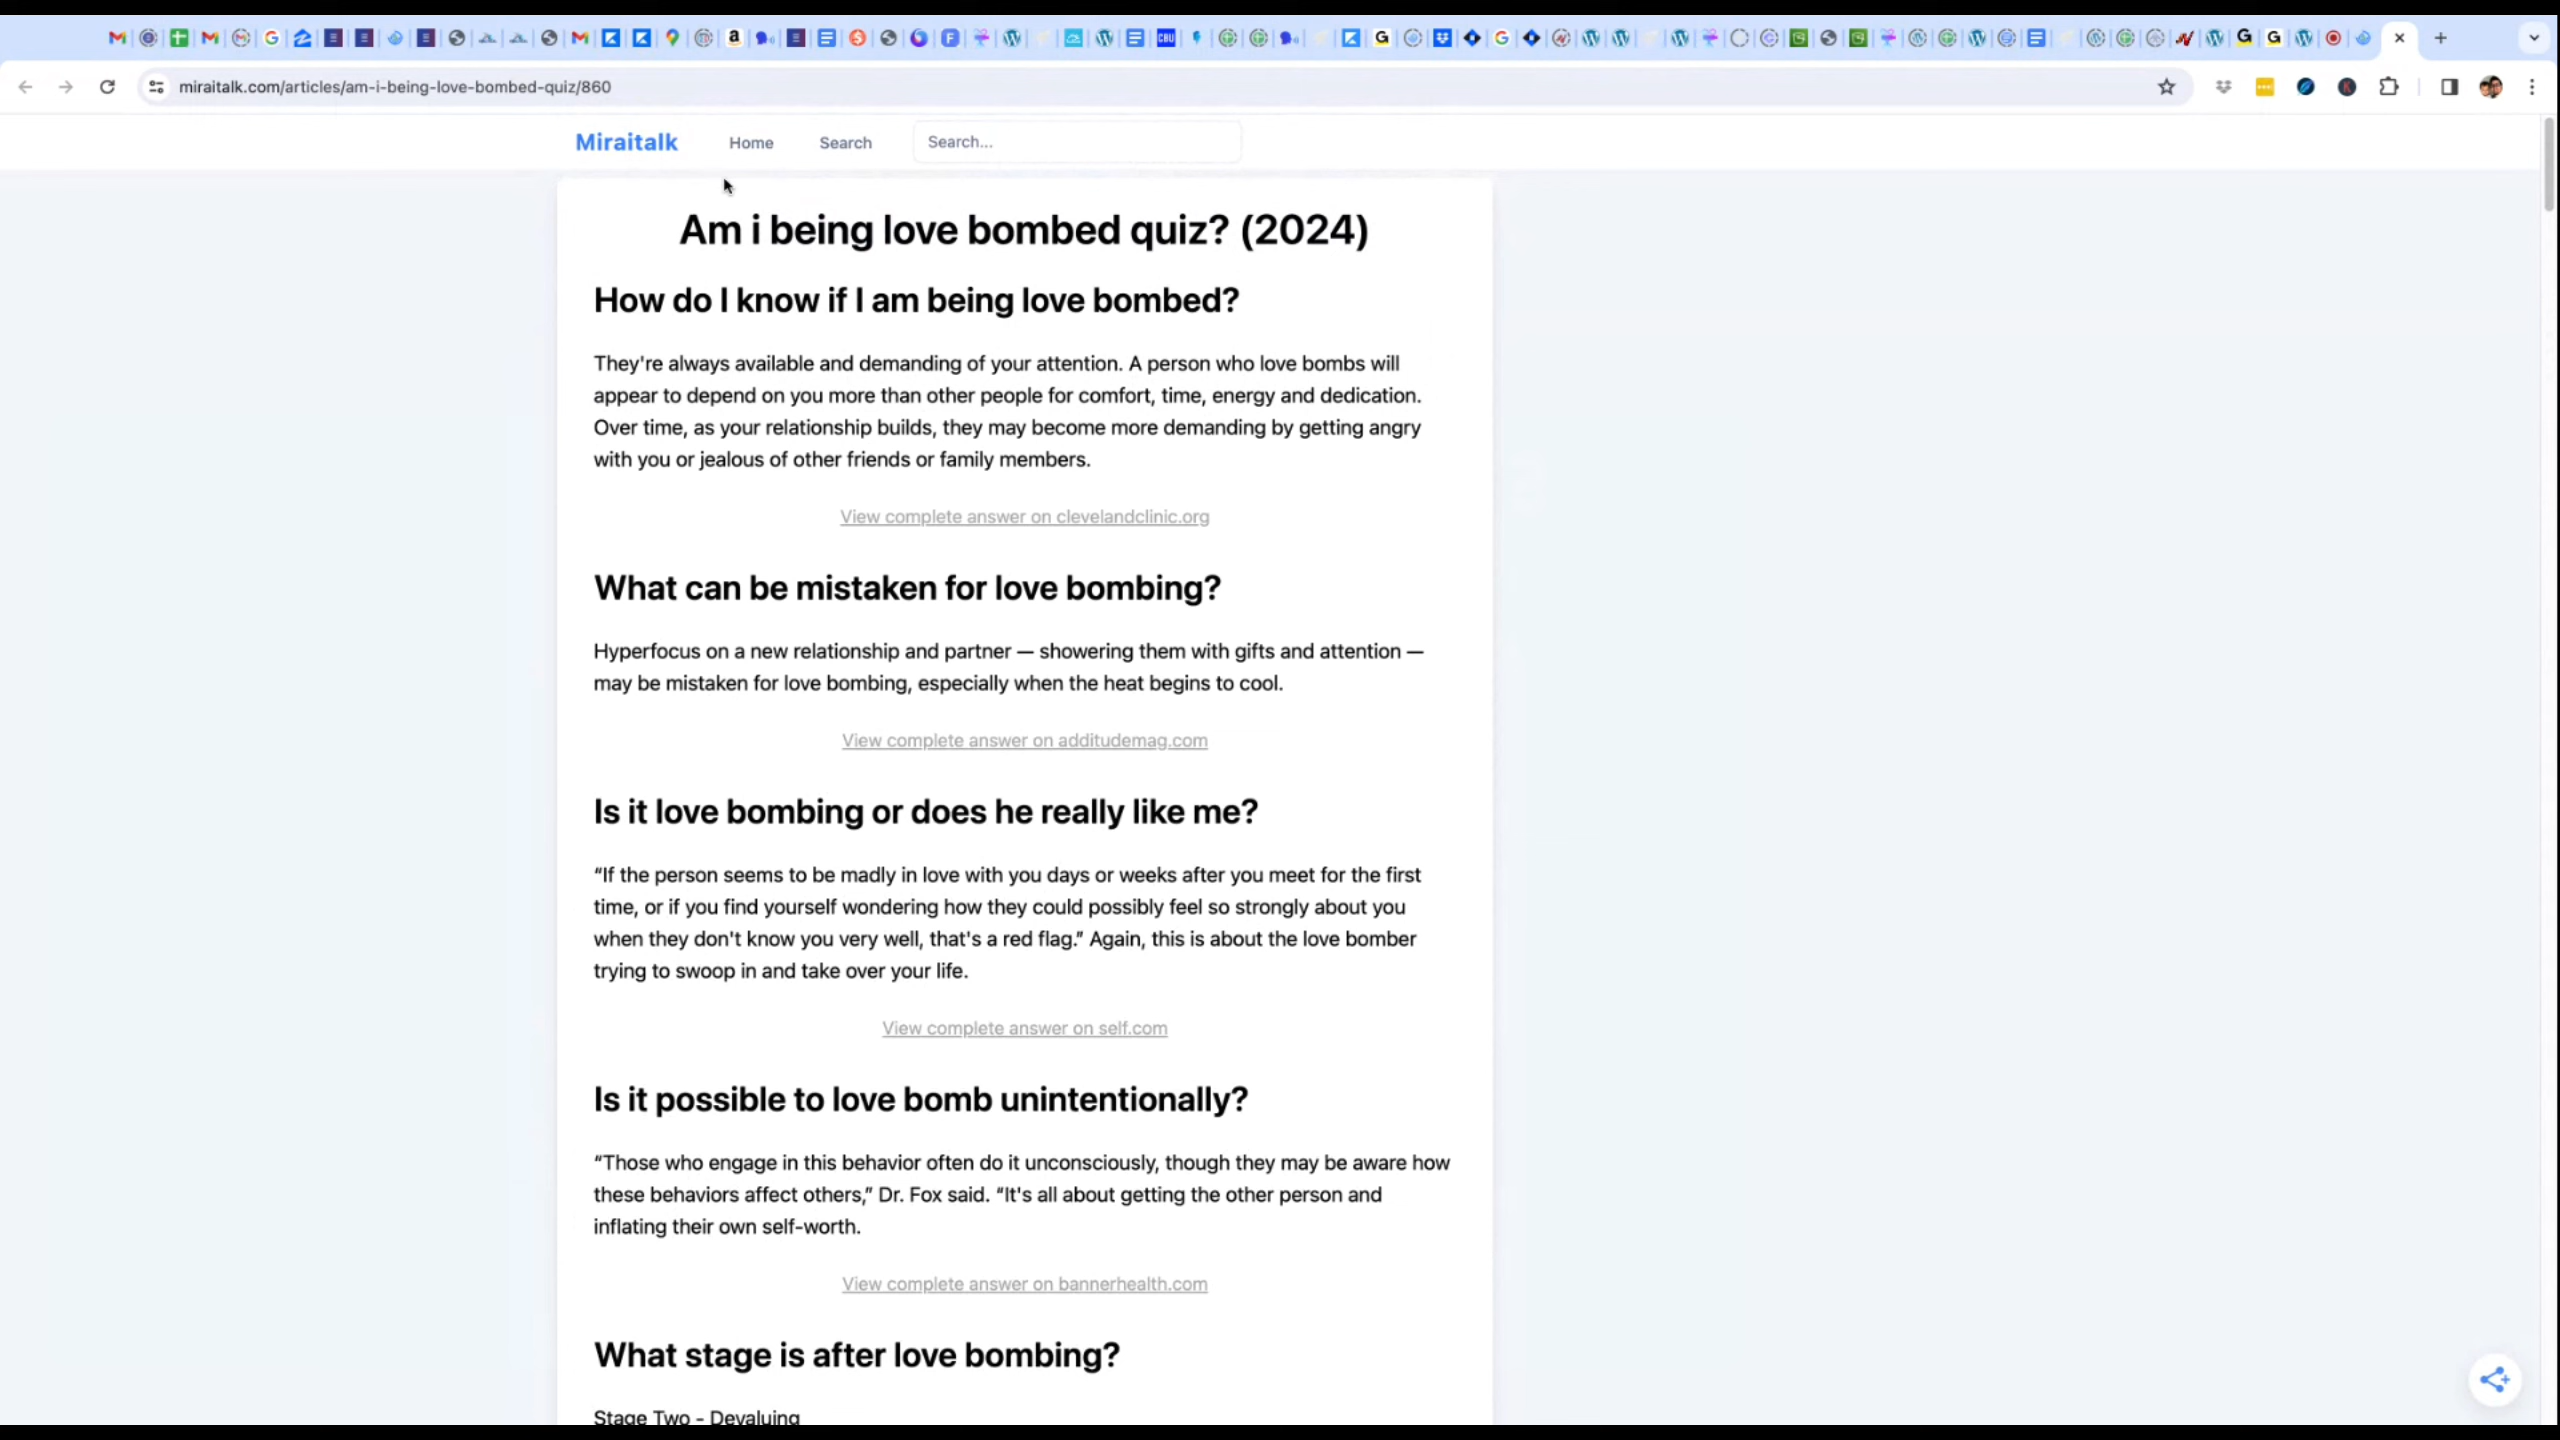 miraitalk.com/articles/am-i-being-love-bombed-quiz/860
Miraitalk
Home
Search
Search...
Am i being love bombed quiz? (2024)
How do I know if I am being love bombed?
They're always available and demanding of your attention. A person who love bombs will
appear to depend on you more than other people for comfort, time, energy and dedication.
Over time, as your relationship builds, they may become more demanding by getting angry
with you or jealous of other friends or family members.
View complete answer on clevelandclinic.org
What can be mistaken for love bombing?
Hyperfocus on a new relationship and partner — showering them with gifts and attention —
may be mistaken for love bombing, especially when the heat begins to cool.
View complete answer on additudemag.com
Is it love bombing or does he really like me?
“If the person seems to be madly in love with you days or weeks after you meet for the first
time, or if you find yourself wondering how they could possibly feel so strongly about you
when they don't know you very well, that's a red flag.” Again, this is about the love bomber
trying to swoop in and take over your life.
View complete answer on self.com
Is it possible to love bomb unintentionally?
“Those who engage in this behavior often do it unconsciously, though they may be aware how
these behaviors affect others,” Dr. Fox said. “It's all about getting the other person and
inflating their own self-worth.
View complete answer on bannerhealth.com
What stage is after love bombing?
Stage Two - Devaluing